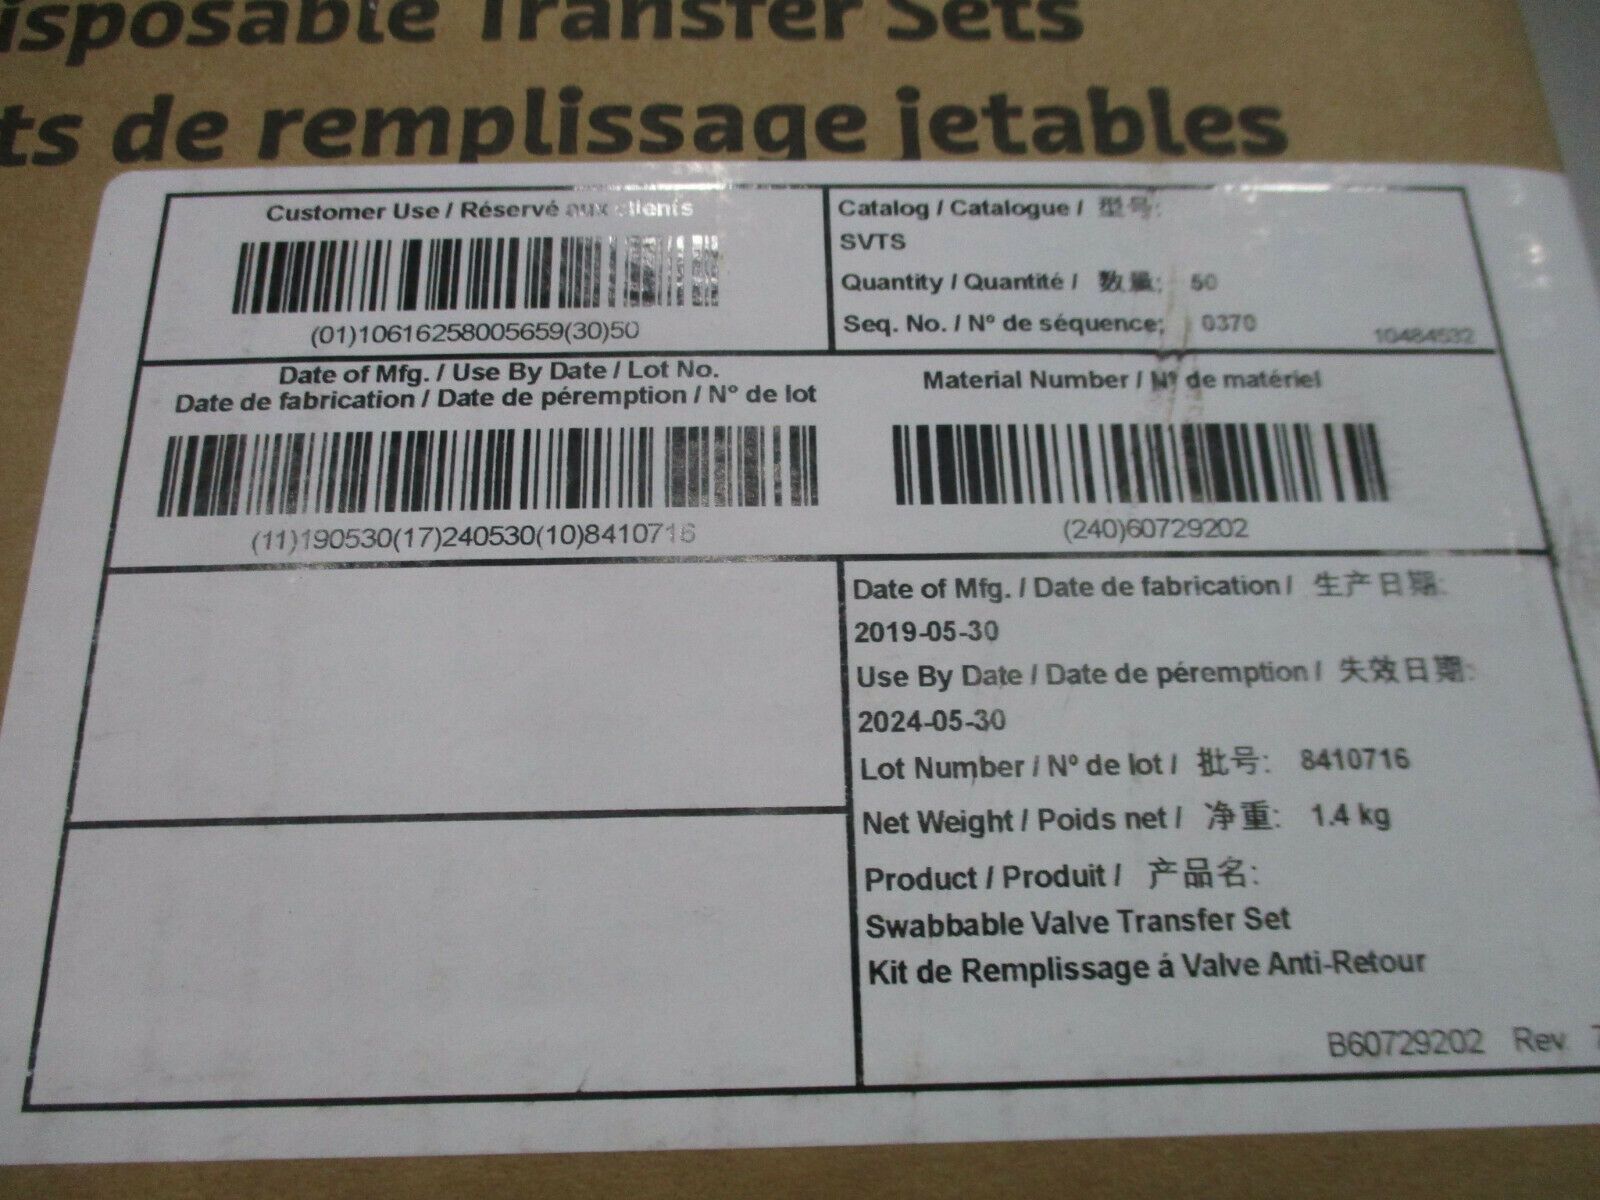 isposable Transfer Sets
ts de remplissage jetables
Customer Use / Réservé aux clients
(01)10616258005659(30)50
Catalog / Catalogue / 型号:
SVTS
Quantity / Quantité / 数量: 50
Seq. No. / Nº de séquence: 0370
10484532
Date of Mfg. / Use By Date / Lot No.
Date de fabrication / Date de péremption / N° de lot
(11)190530(17)240530(10)8410716
Material Number / Nº de matériel
(240)60729202
Date of Mfg. / Date de fabrication / 生产日期:
2019-05-30
Use By Date / Date de péremption / 失效日期:
2024-05-30
Lot Number / Nº de lot / 批号: 8410716
Net Weight / Poids net / 净重: 1.4 kg
Product / Produit / 产品名:
Swabbable Valve Transfer Set
Kit de Remplissage á Valve Anti-Retour
B60729202 Rev. 7